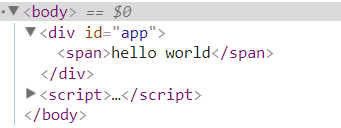 ···▼<body> == $0
▼<div id="app">
<span>hello world</span>
</div>
▶<script>…</script>
</body>